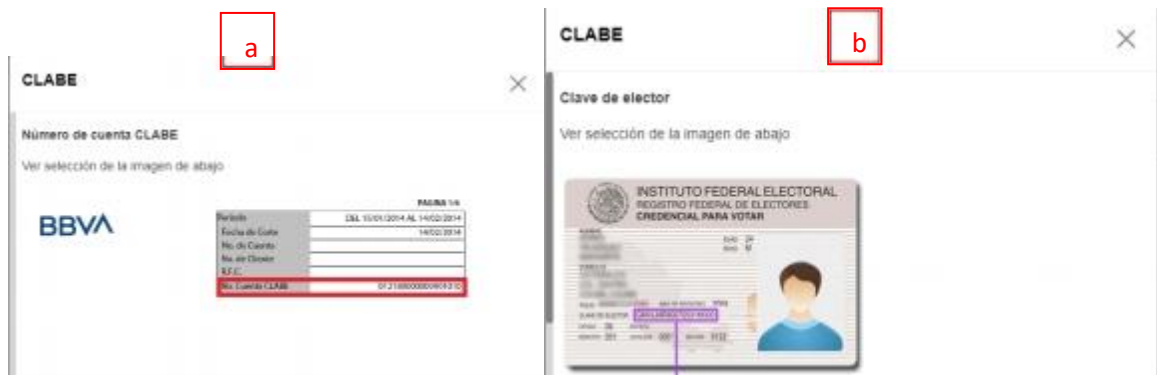 a
CLABE
Número de cuenta CLABE
Ver selección de la imagen de abajo
BBVA
PAGINA 1/6
Periodo DEL 15/01/2014 AL 14/02/2014
Fecha de Corte 14/02/2014
No. de Cuenta
No. de Cliente
R.F.C.
No. Cuenta CLABE
b
CLABE
Clave de elector
Ver selección de la imagen de abajo
INSTITUTO FEDERAL ELECTORAL
REGISTRO FEDERAL DE ELECTORES
CREDENCIAL PARA VOTAR
CLAVE DE ELECTOR